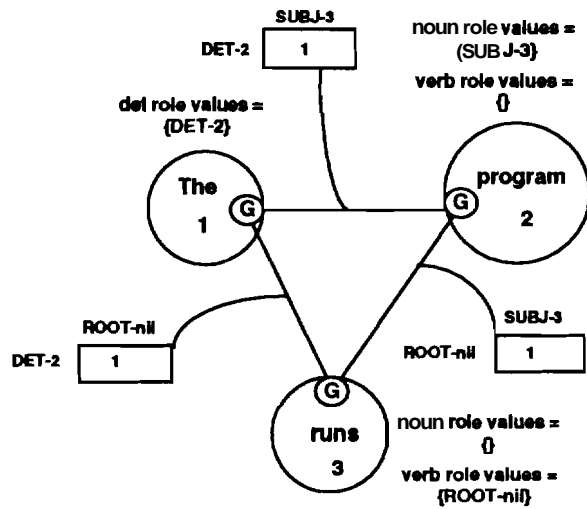 SUBJ-3
DET-2 1
noun role values =
(SUBJ-3}
verb role values =
{}
det role values =
{DET-2}
The
G
1
program
G
2
ROOT-nil
DET-2 1
SUBJ-3
ROOT-nil 1
G
runs
3
noun role values =
{}
verb role values =
{ROOT-nil}